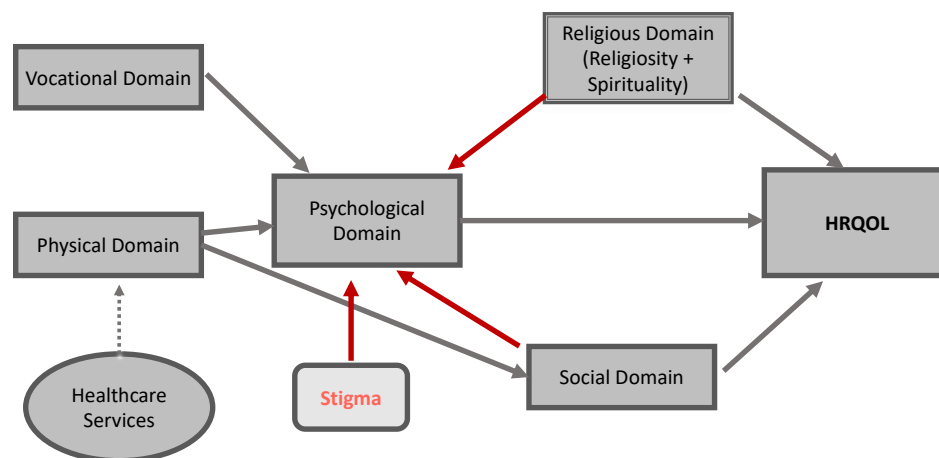 Vocational Domain
Religious Domain
(Religiosity +
Spirituality)
Psychological
Domain
HRQOL
Physical Domain
Social Domain
Stigma
Healthcare
Services